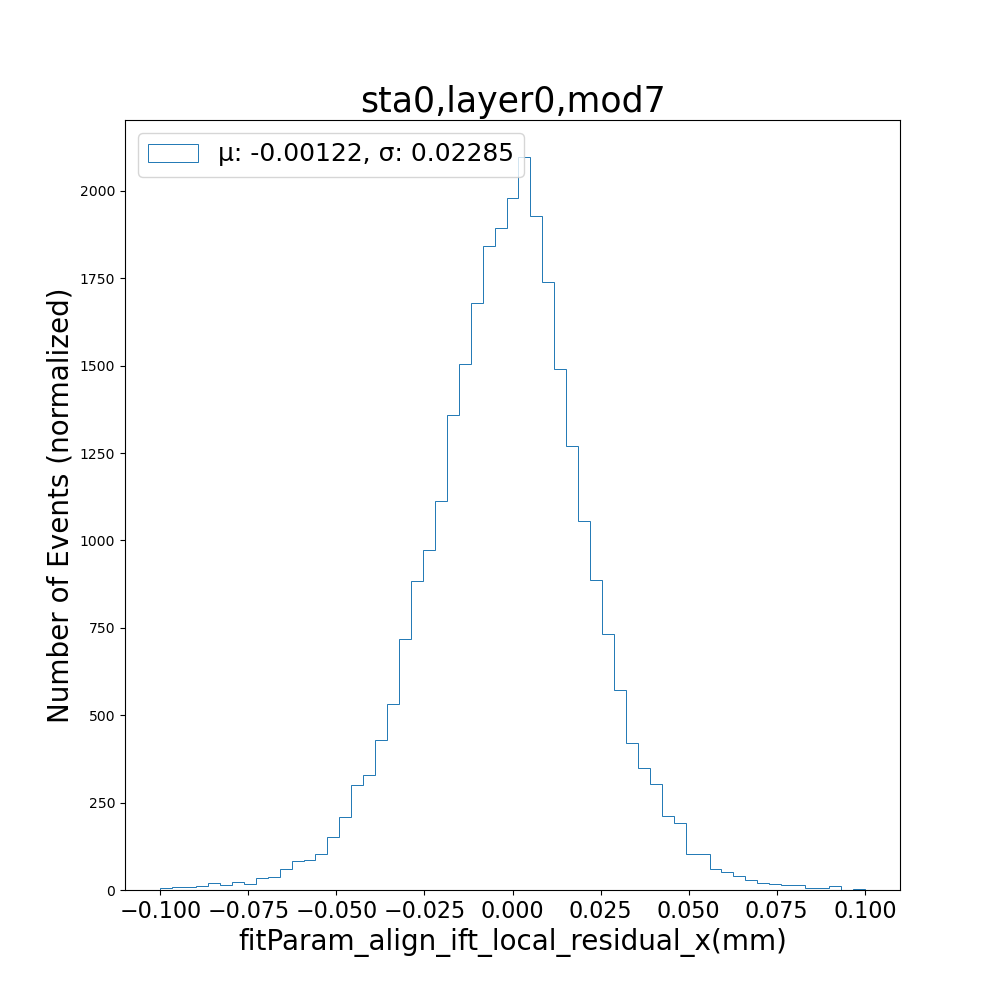 sta0,layer0,mod7
μ: -0.00122, σ: 0.02285
Number of Events (normalized)
2000
1750
1500
1250
1000
750
500
250
0
−0.100 −0.075 −0.050 −0.025 0.000 0.025 0.050 0.075 0.100
fitParam_align_ift_local_residual_x(mm)